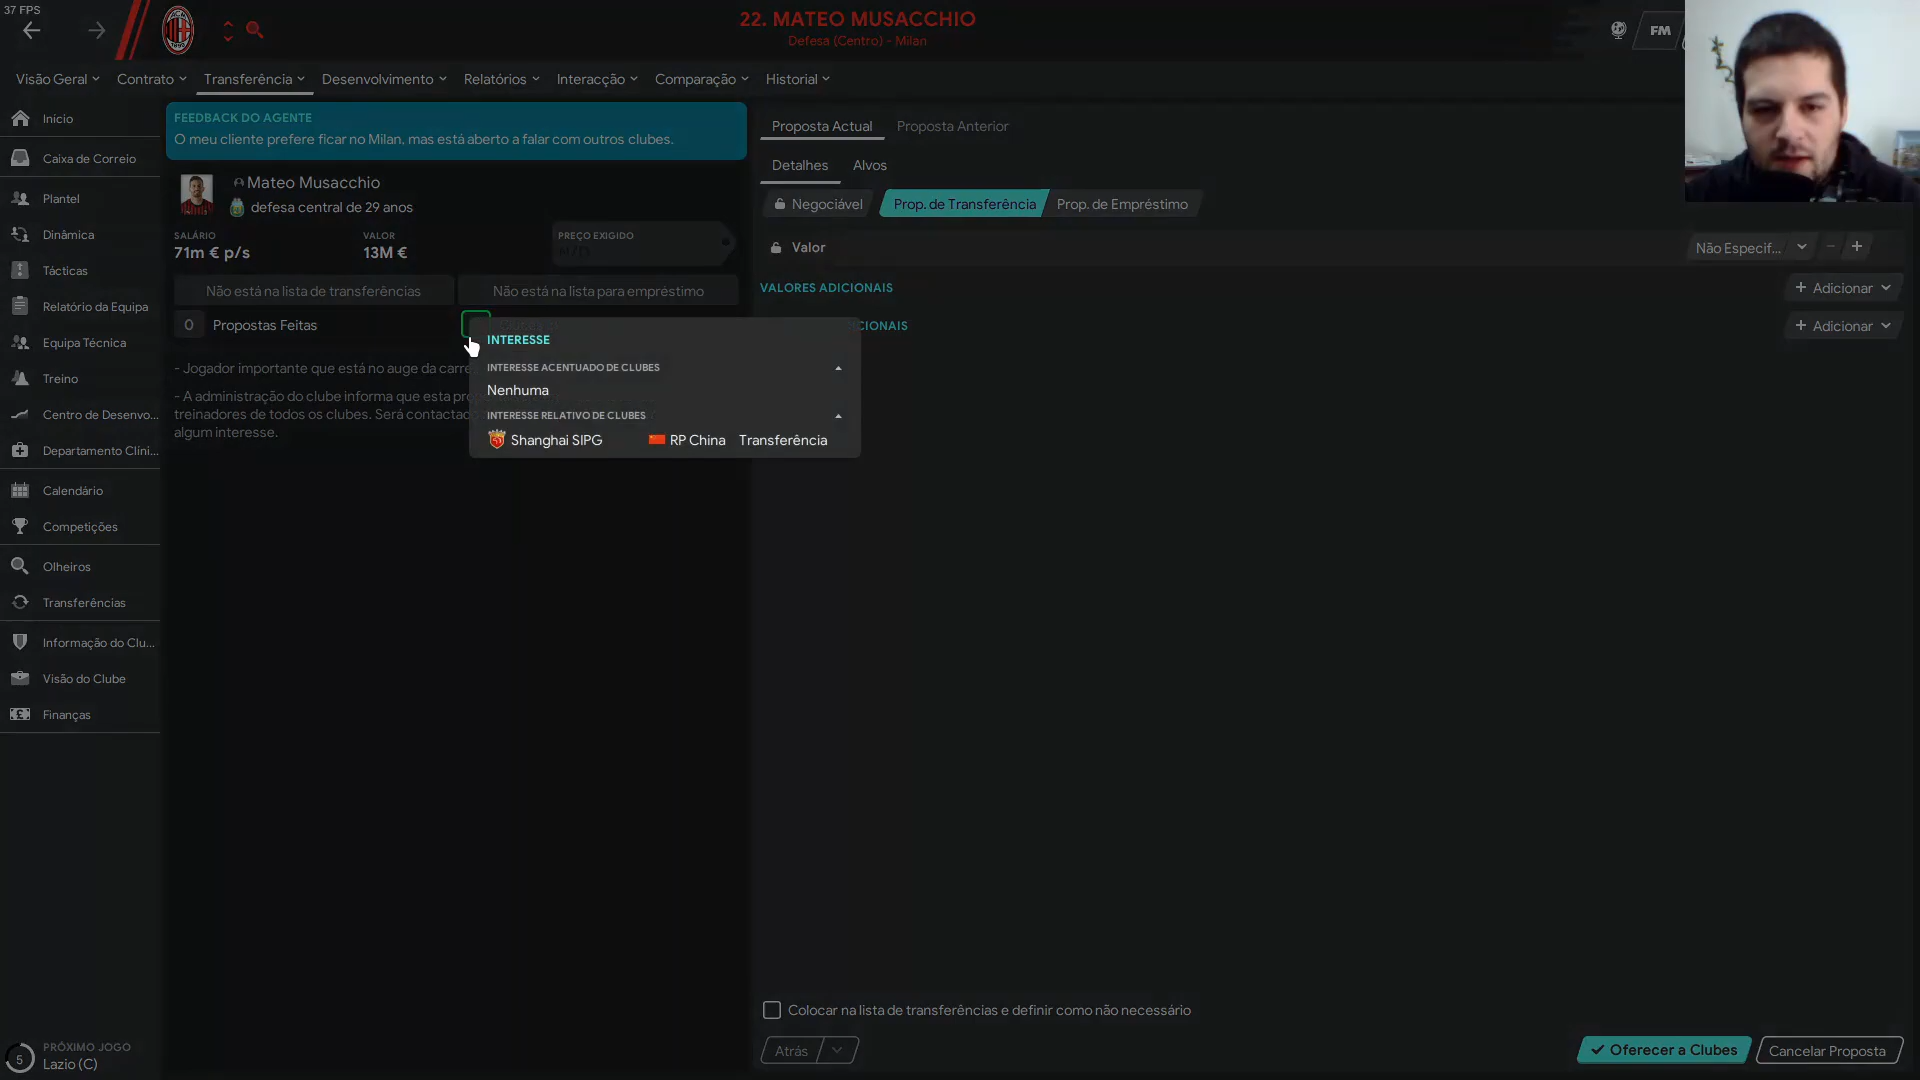 37 FPS
22. MATEO MUSACCHIO
Defesa (Centro) - Milan
FM
Visão Geral
Contrato
Transferência
Desenvolvimento
Relatórios
Interacção
Comparação
Historial
Início
Caixa de Correio
Plantel
Dinâmica
Tácticas
Relatório da Equipa
Equipa Técnica
Treino
Centro de Desenvo...
Departamento Clíni...
Calendário
Competições
Olheiros
Transferências
Informação do Clu...
Visão do Clube
Finanças
5
PRÓXIMO JOGO
Lazio (C)
FEEDBACK DO AGENTE
O meu cliente prefere ficar no Milan, mas está aberto a falar com outros clubes.
Mateo Musacchio
defesa central de 29 anos
SALÁRIO
71m € p/s
VALOR
13M €
PREÇO EXIGIDO
Não está na lista de transferências
Não está na lista para empréstimo
0 Propostas Feitas
- Jogador importante que está no auge da carre
- A administração do clube informa que esta pro
treinadores de todos os clubes. Será contactado
algum interesse.
INTERESSE
INTERESSE ACENTUADO DE CLUBES
Nenhuma
INTERESSE RELATIVO DE CLUBES
Shanghai SIPG RP China Transferência
Proposta Actual
Proposta Anterior
Detalhes
Alvos
Negociável
Prop. de Transferência
Prop. de Empréstimo
Valor
Não Especif...
VALORES ADICIONAIS
Adicionar
CIONAIS
Adicionar
Colocar na lista de transferências e definir como não necessário
Atrás
Oferecer a Clubes
Cancelar Proposta